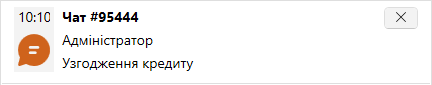 10:10 Чат #95444
Адміністратор
Узгодження кредиту